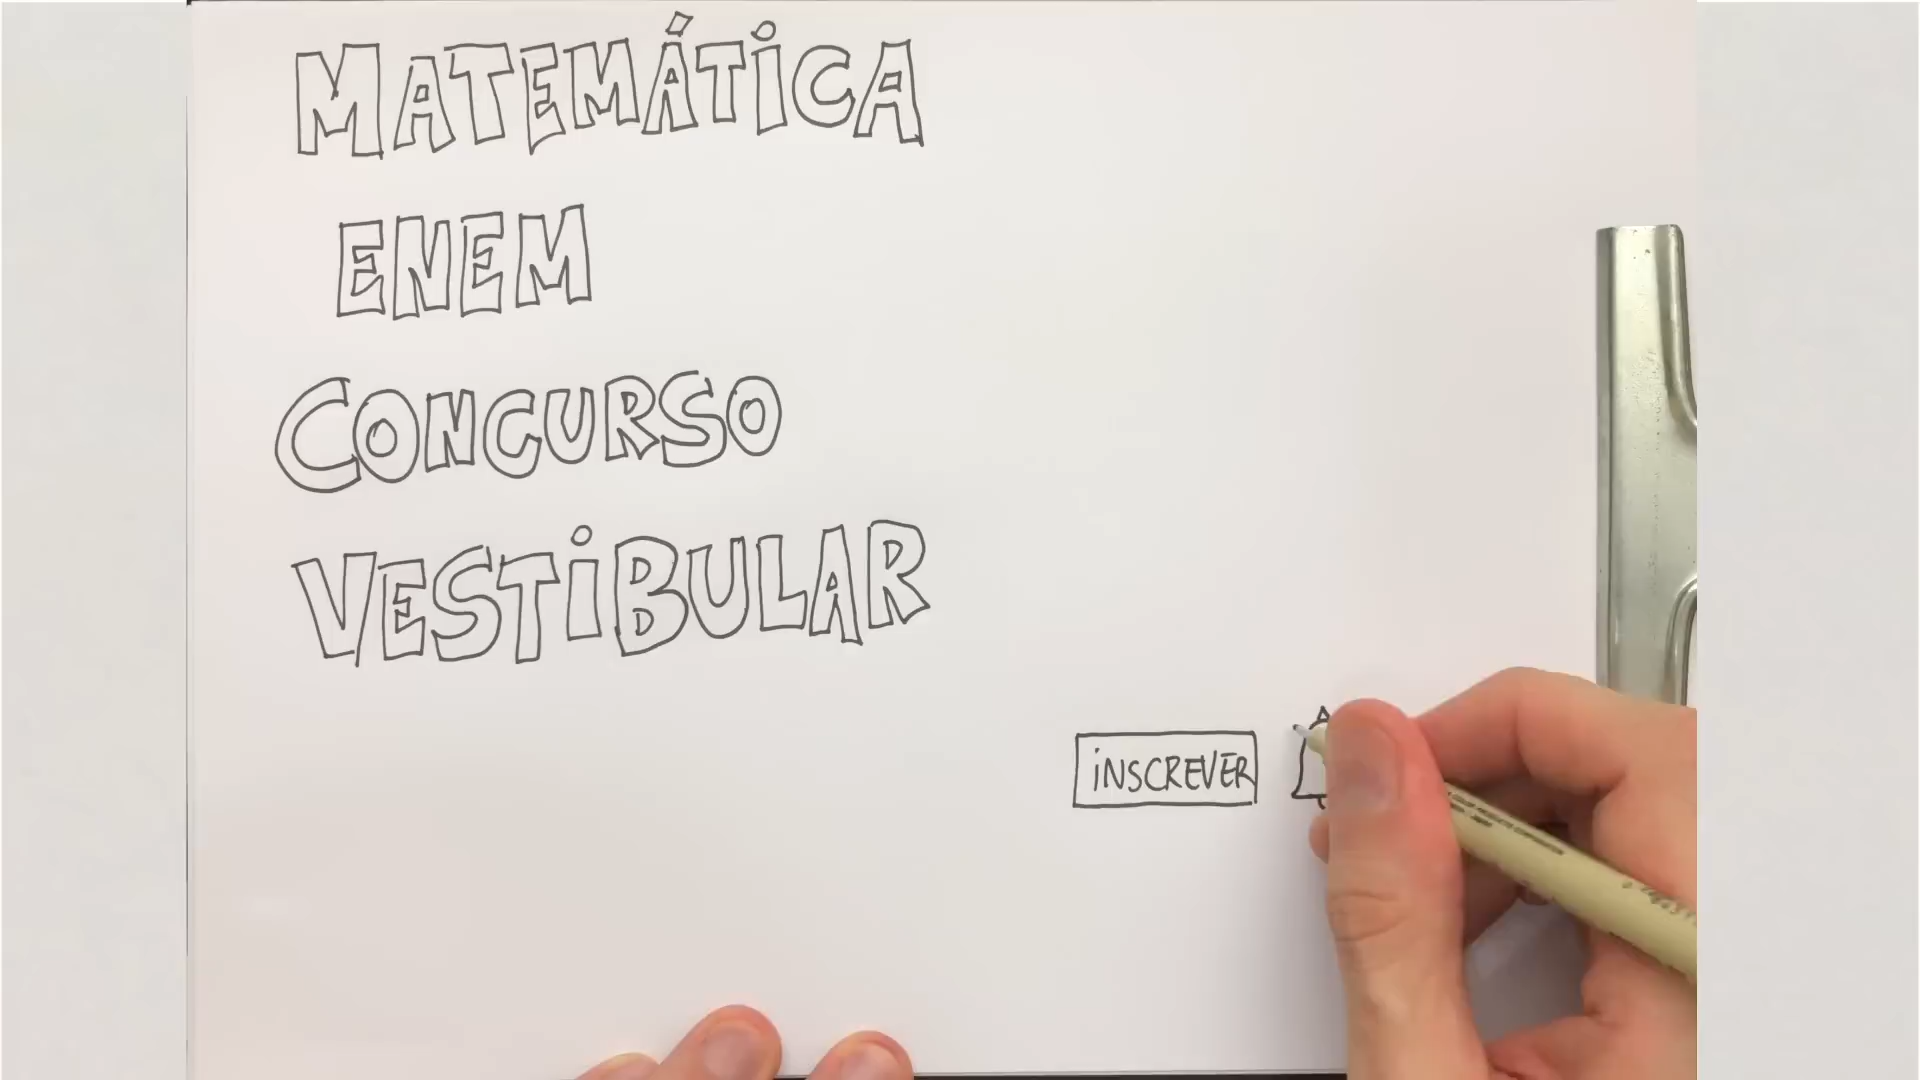 MATEMÁTICA
ENEM
CONCURSO
VESTIBULAR
iNSCREVER